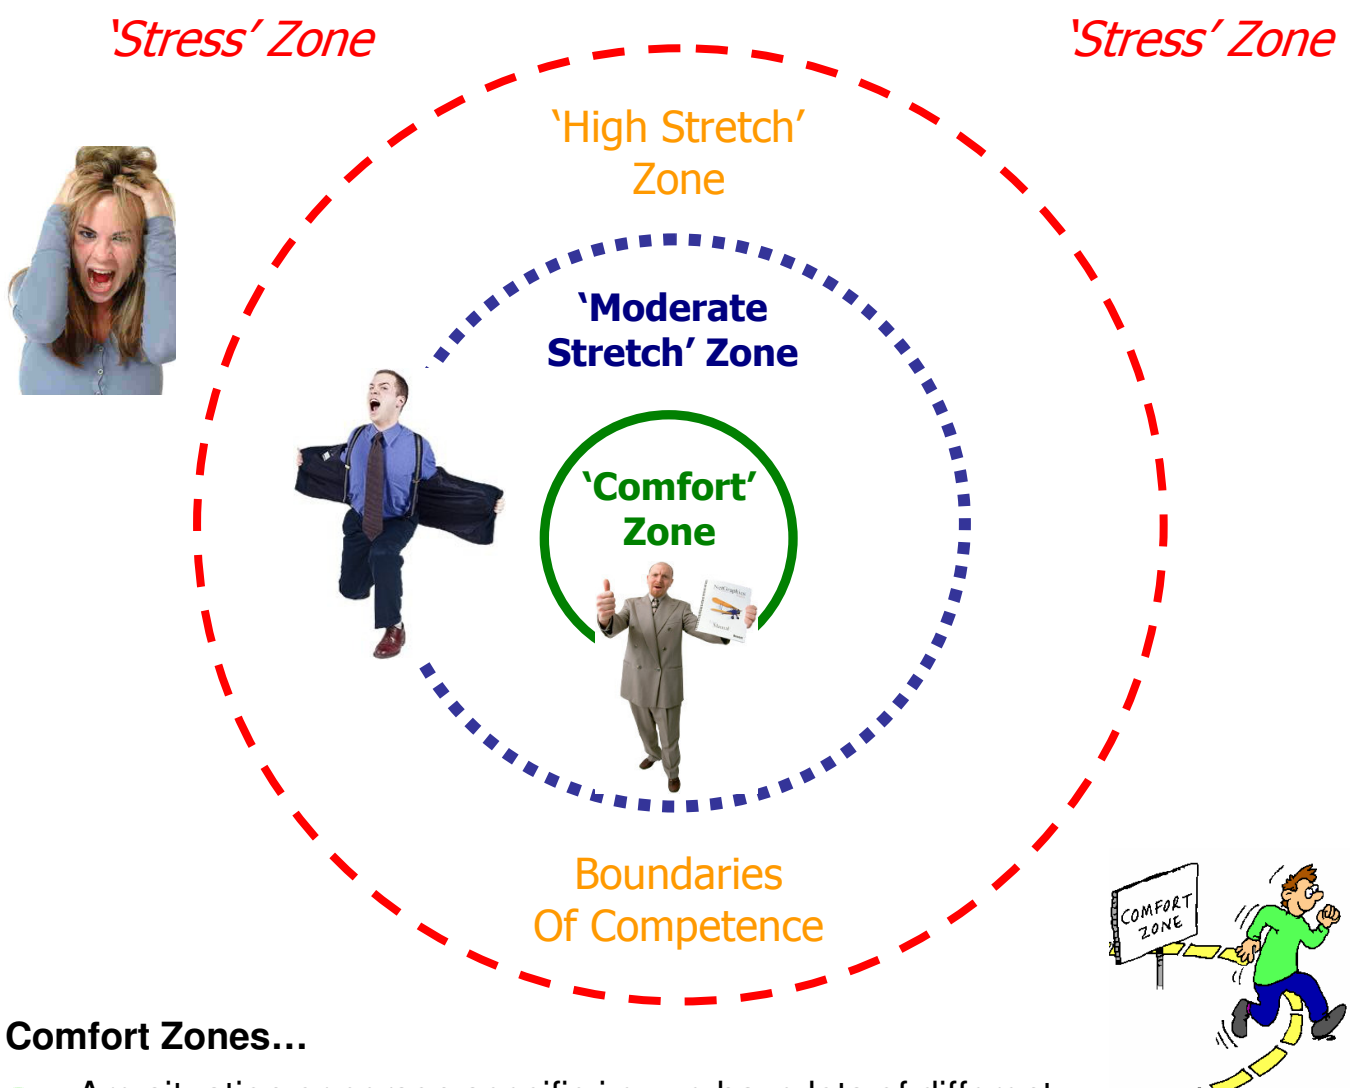 ‘Stress’ Zone
‘Stress’ Zone
‘High Stretch’
Zone
‘Moderate
Stretch’ Zone
‘Comfort’
Zone
Boundaries
Of Competence
COMFORT
ZONE
Comfort Zones…